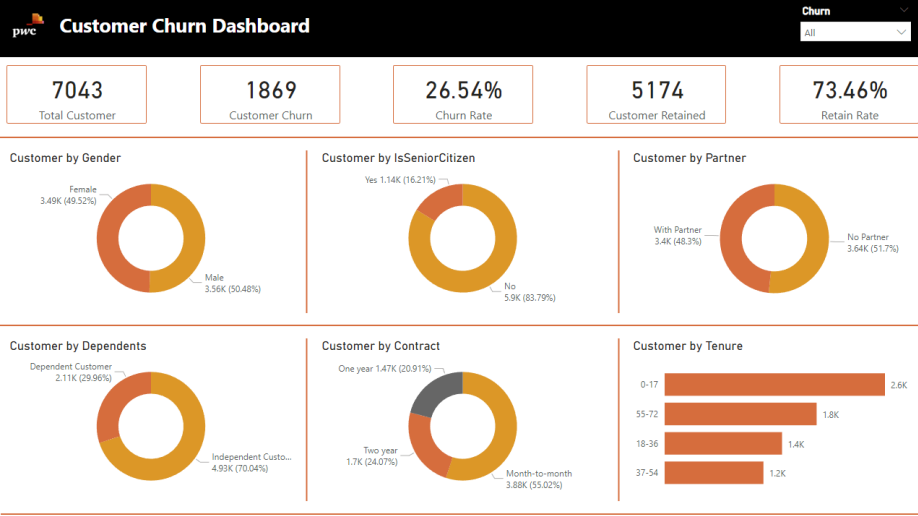 pwc
Customer Churn Dashboard
Churn
All
7043
Total Customer
1869
Customer Churn
26.54%
Churn Rate
5174
Customer Retained
73.46%
Retain Rate
Customer by Gender
Female
3.49K (49.52%)
Male
3.56K (50.48%)
Customer by IsSeniorCitizen
Yes 1.14K (16.21%)
No
5.9K (83.79%)
Customer by Partner
With Partner
3.4K (48.3%)
No Partner
3.64K (51.7%)
Customer by Dependents
Dependent Customer
2.11K (29.96%)
Independent Custo...
4.93K (70.04%)
Customer by Contract
One year 1.47K (20.91%)
Two year
1.7K (24.07%)
Month-to-month
3.88K (55.02%)
Customer by Tenure
0-17 2.6K
55-72 1.8K
18-36 1.4K
37-54 1.2K